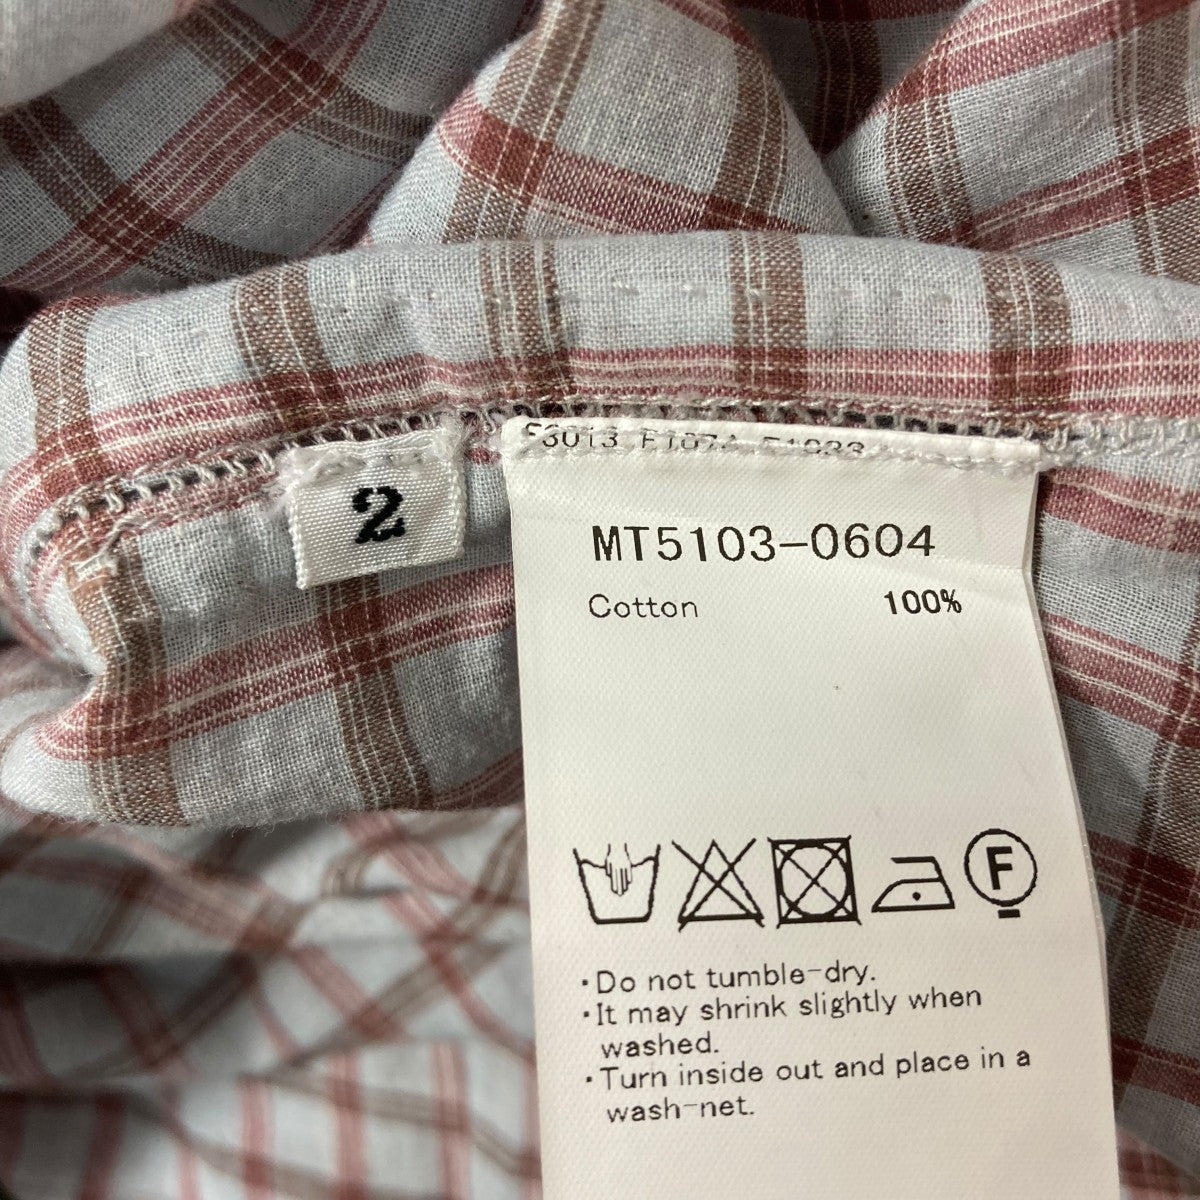 2
MT5103-0604
Cotton 100%
F
・Do not tumble-dry.
・It may shrink slightly when
washed.
・Turn inside out and place in a
wash-net.